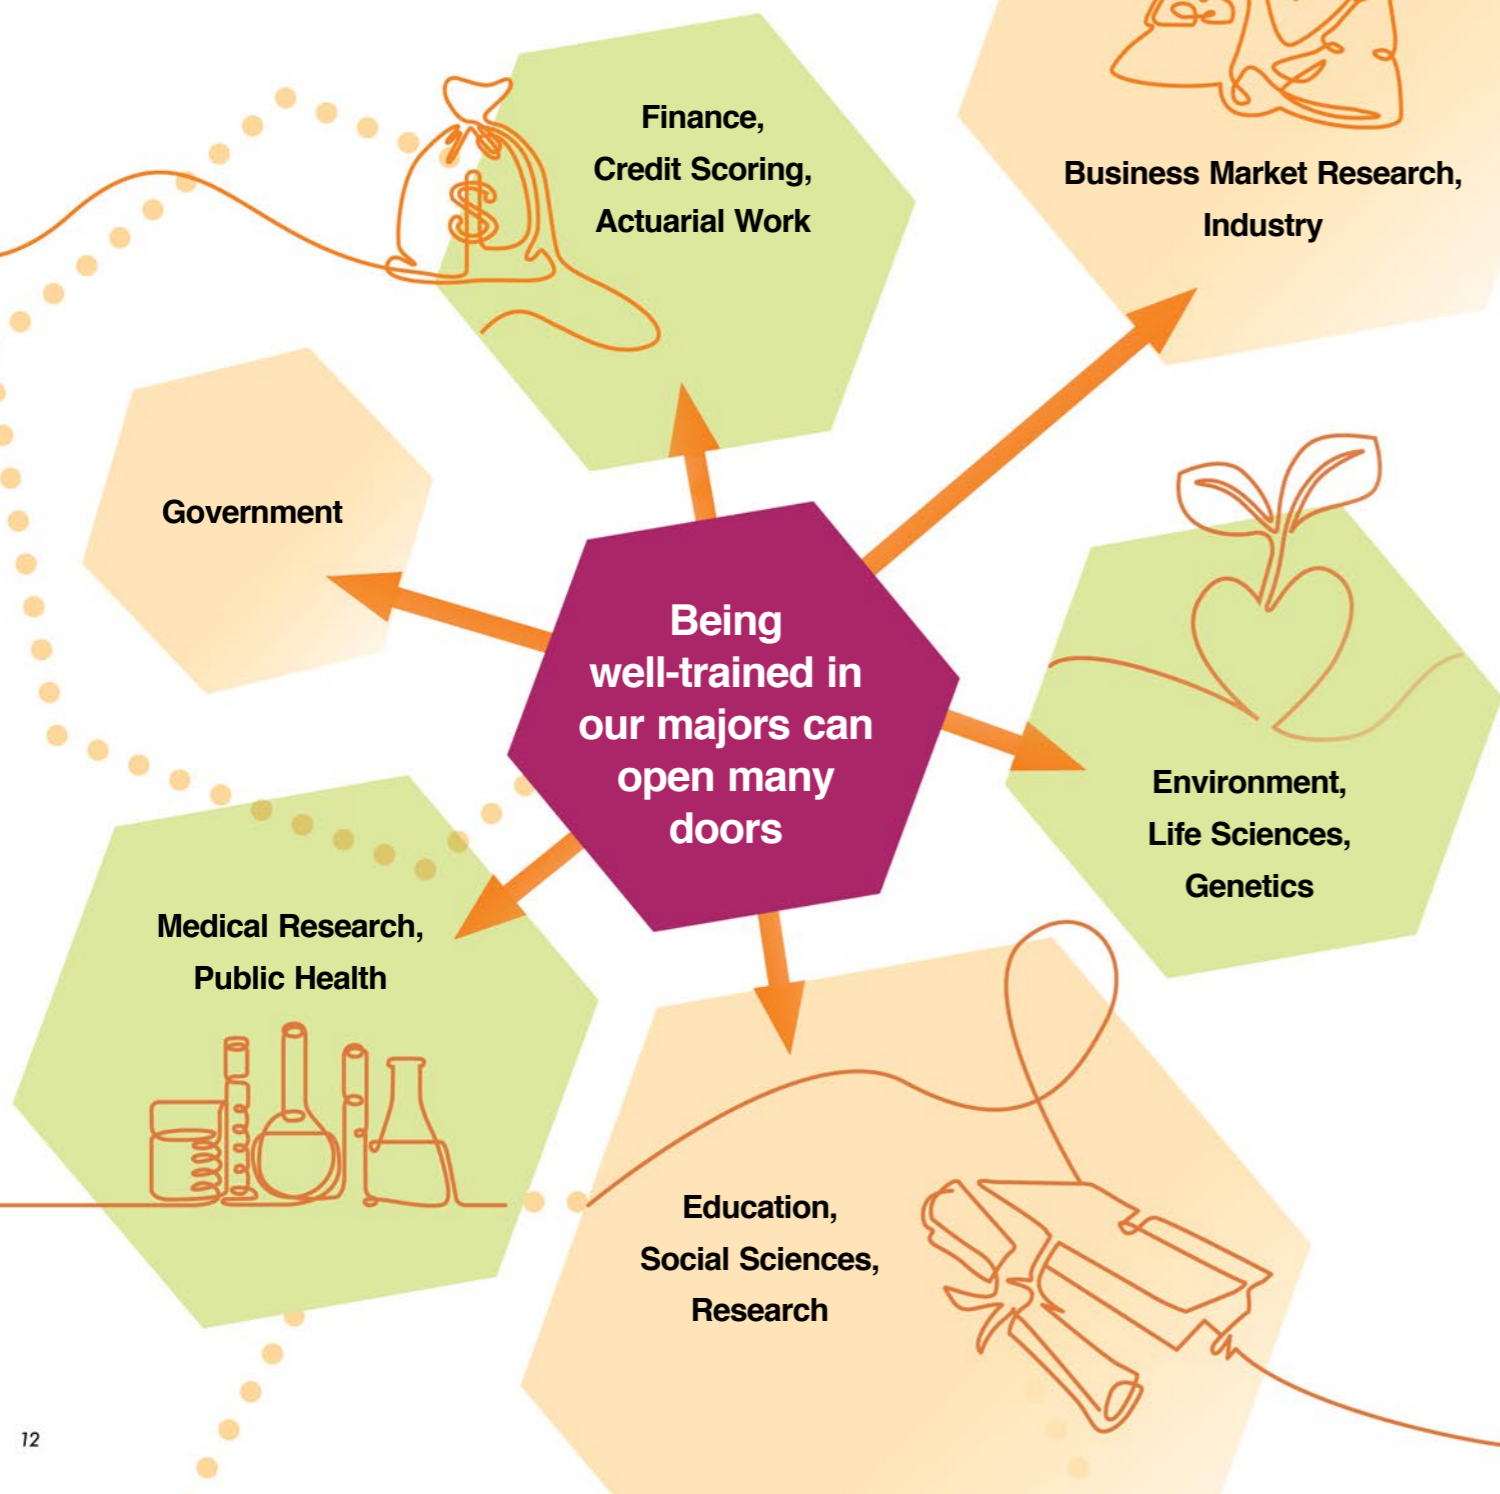 Finance,
Credit Scoring,
Actuarial Work
Business Market Research,
Industry
Government
Being
well-trained in
our majors can
open many
doors
Environment,
Life Sciences,
Genetics
Medical Research,
Public Health
Education,
Social Sciences,
Research
$
12